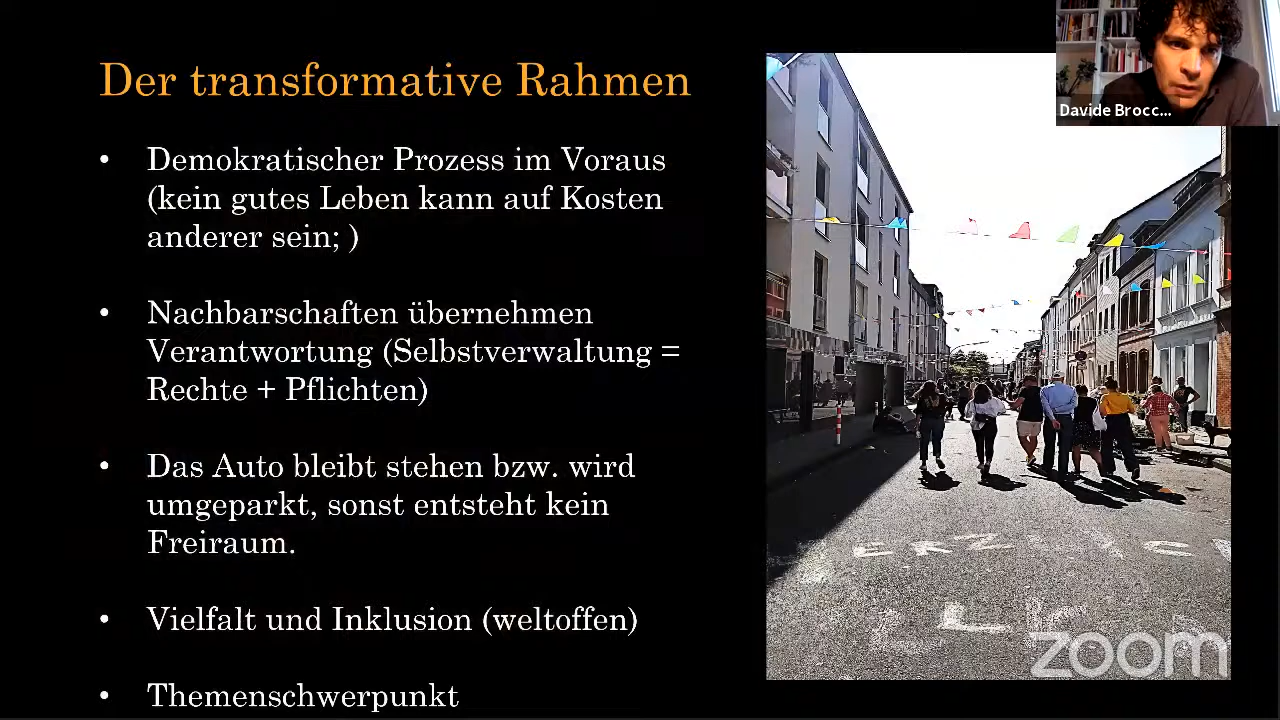 Der transformative Rahmen
• Demokratischer Prozess im Voraus
(kein gutes Leben kann auf Kosten
anderer sein; )
• Nachbarschaften übernehmen
Verantwortung (Selbstverwaltung =
Rechte + Pflichten)
• Das Auto bleibt stehen bzw. wird
umgeparkt, sonst entsteht kein
Freiraum.
• Vielfalt und Inklusion (weltoffen)
• Themenschwerpunkt
Davide Brocc...
zoom